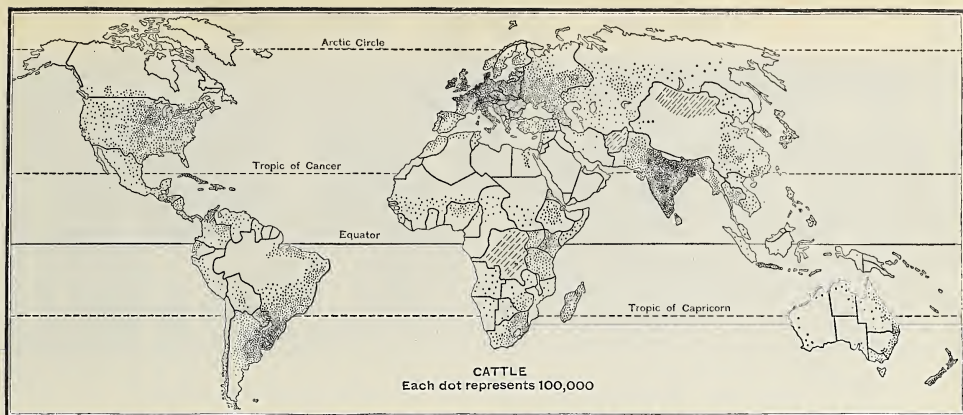 Arctic Circle
Tropic of Cancer
Equator
Tropic of Capricorn
CATTLE
Each dot represents 100,000